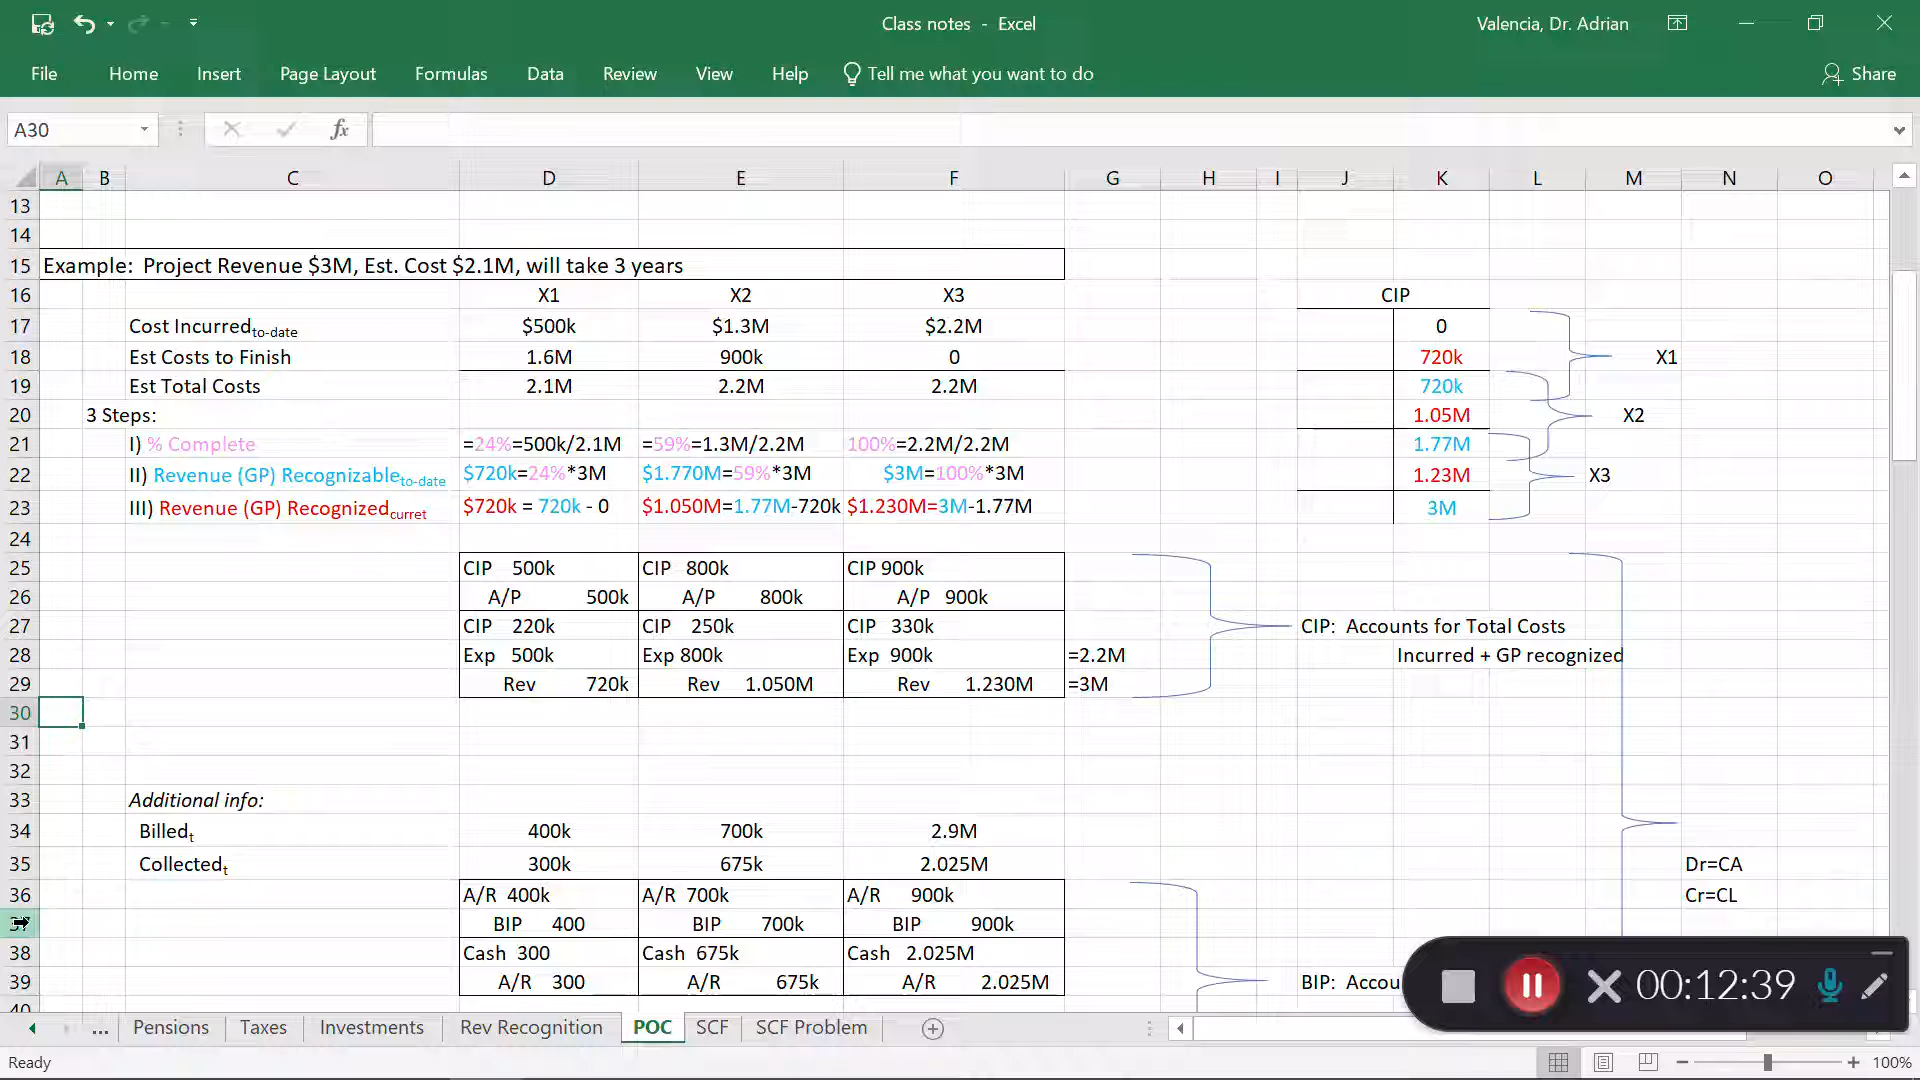 Class notes - Excel
Valencia, Dr. Adrian
File Home Insert Page Layout Formulas Data Review View Help Tell me what you want to do Share
A30 fx
A B C D E F G H I J K L M N O
13
14
15 Example: Project Revenue $3M, Est. Cost $2.1M, will take 3 years
16 X1 X2 X3 CIP
17 Cost Incurred to-date $500k $1.3M $2.2M 0
18 Est Costs to Finish 1.6M 900k 0 720k X1
19 Est Total Costs 2.1M 2.2M 2.2M 720k
20 3 Steps: 1.05M X2
21 I) % Complete =24%=500k/2.1M =59%=1.3M/2.2M 100%=2.2M/2.2M 1.77M
22 II) Revenue (GP) Recognizable to-date $720k=24%*3M $1.770M=59%*3M $3M=100%*3M 1.23M X3
23 III) Revenue (GP) Recognized curret $720k = 720k - 0 $1.050M=1.77M-720k $1.230M=3M-1.77M 3M
24
25 CIP 500k CIP 800k CIP 900k
26 A/P 500k A/P 800k A/P 900k
27 CIP 220k CIP 250k CIP 330k CIP: Accounts for Total Costs
28 Exp 500k Exp 800k Exp 900k =2.2M Incurred + GP recognized
29 Rev 720k Rev 1.050M Rev 1.230M =3M
30
31
32
33 Additional info:
34 Billed t 400k 700k 2.9M
35 Collected t 300k 675k 2.025M Dr=CA
36 A/R 400k A/R 700k A/R 900k Cr=CL
BIP 400 BIP 700k BIP 900k
38 Cash 300 Cash 675k Cash 2.025M
39 A/R 300 A/R 675k A/R 2.025M BIP: Accou
00:12:39
... Pensions Taxes Investments Rev Recognition POC SCF SCF Problem
Ready 100%